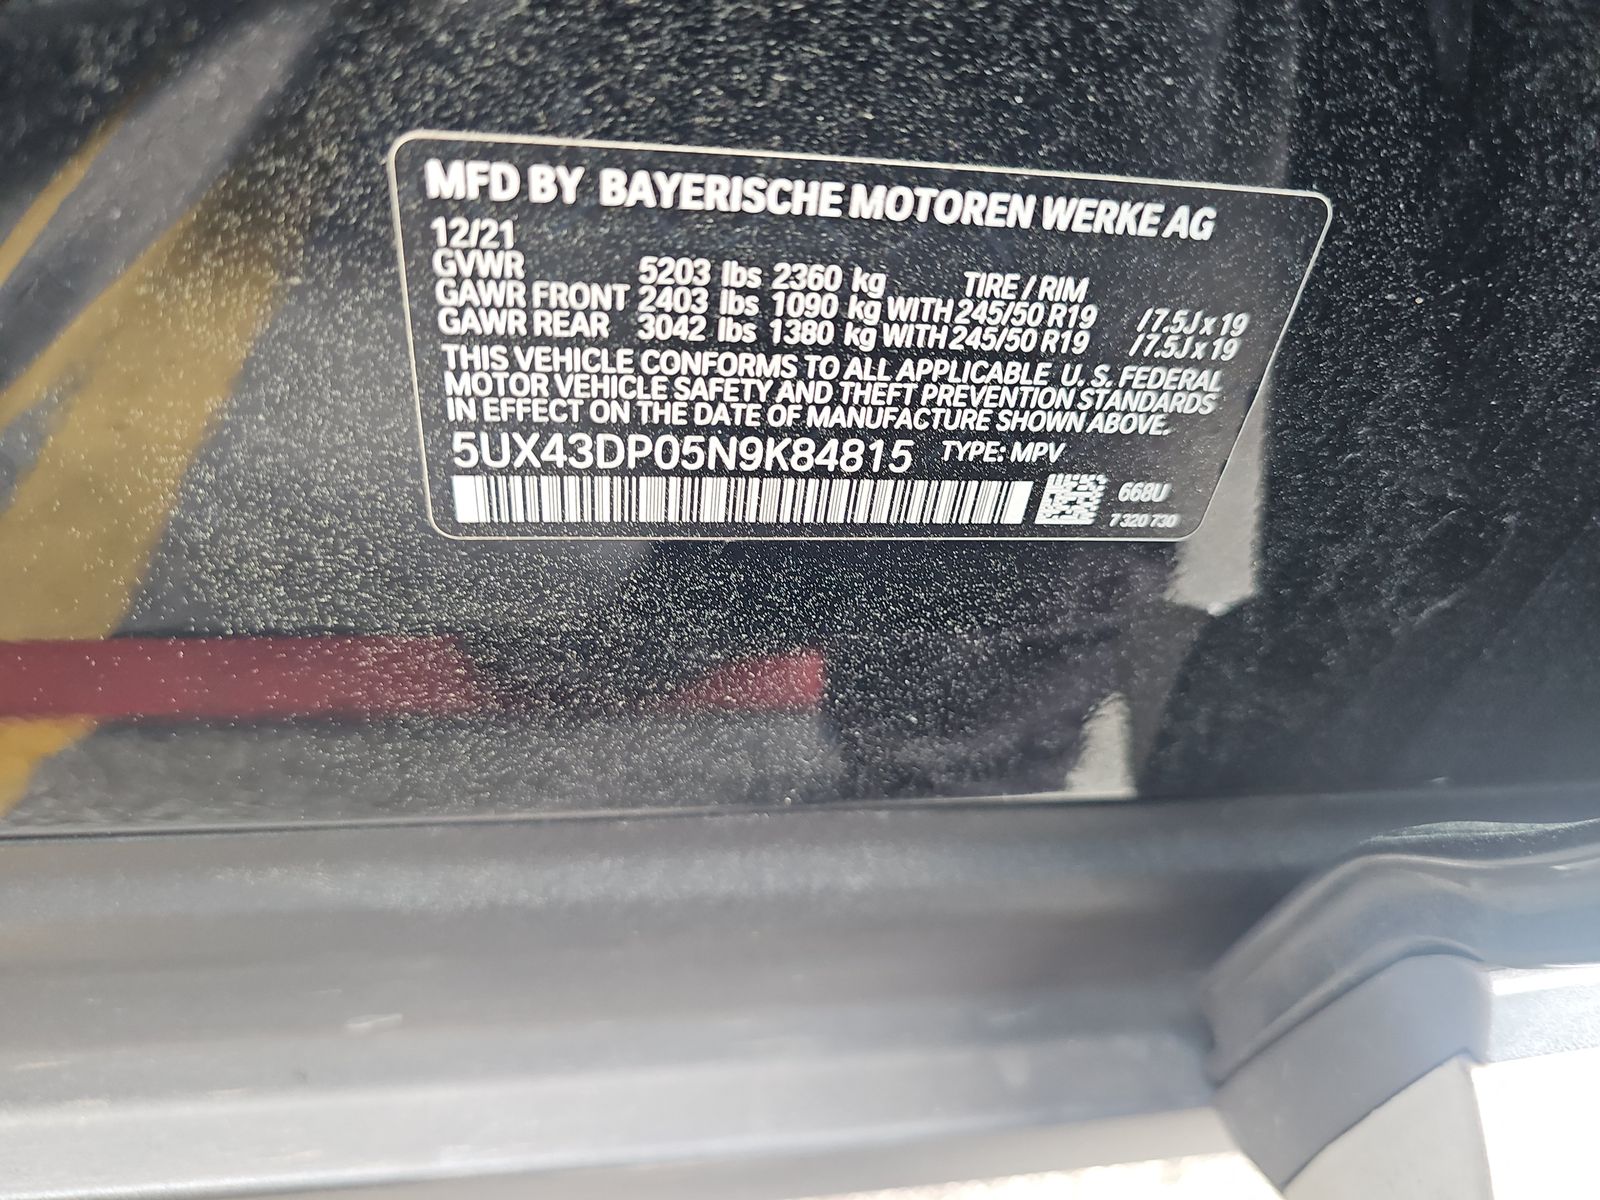 MFD BY BAYERISCHE MOTOREN WERKE AG
12/21
GVWR 5203 lbs 2360 kg TIRE / RIM
GAWR FRONT 2403 lbs 1090 kg WITH 245/50 R19 / 7.5J x 19
GAWR REAR 3042 lbs 1380 kg WITH 245/50 R19 / 7.5J x 19
THIS VEHICLE CONFORMS TO ALL APPLICABLE U. S. FEDERAL
MOTOR VEHICLE SAFETY AND THEFT PREVENTION STANDARDS
IN EFFECT ON THE DATE OF MANUFACTURE SHOWN ABOVE.
5UX43DP05N9K84815 TYPE: MPV
668U
7 320 730